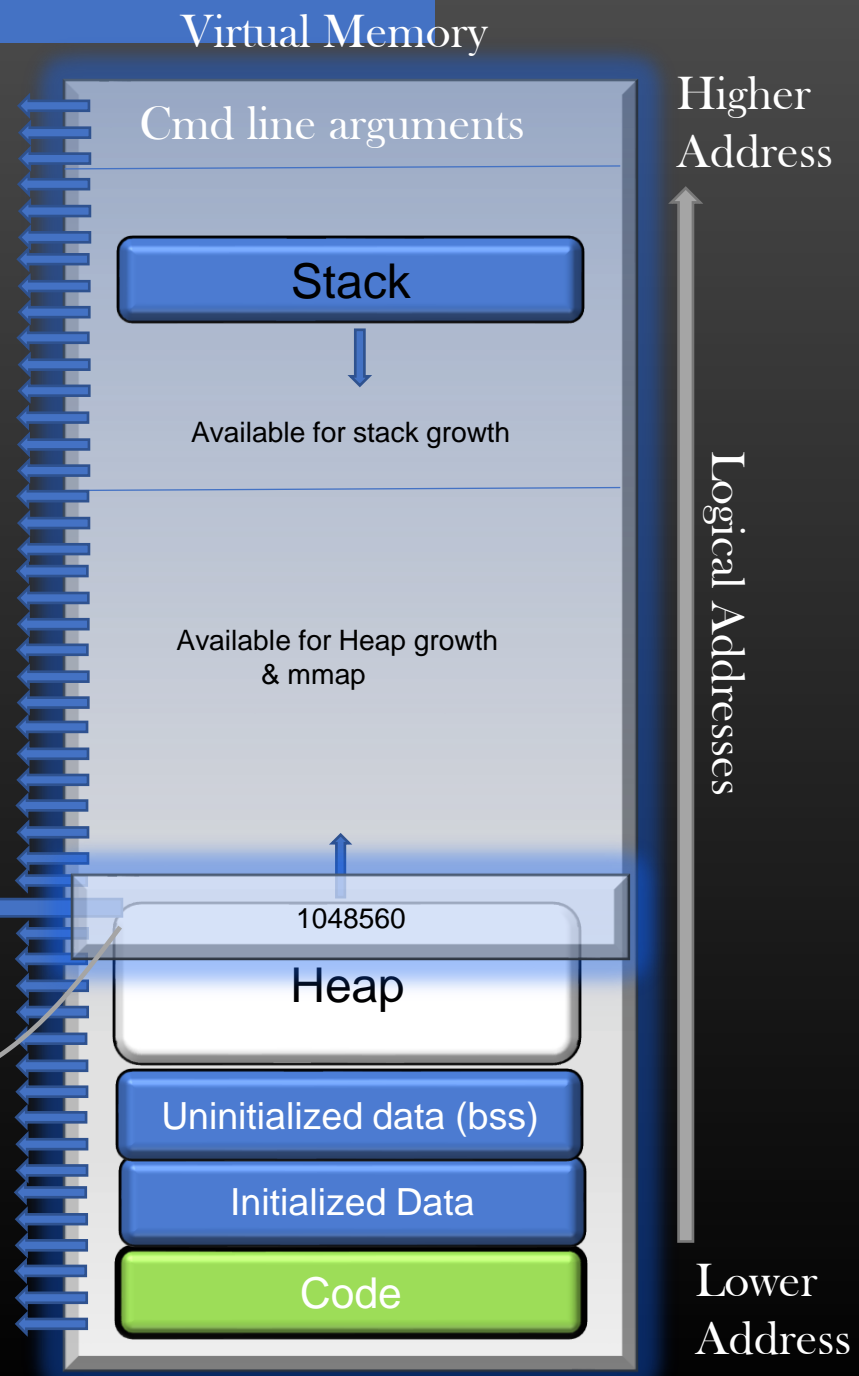 Virtual Memory
Higher
Address
Cmd line arguments
Stack
Available for stack growth
Logical Addresses
Available for Heap growth
& mmap
1048560
Heap
Uninitialized data (bss)
Initialized Data
Code
Lower
Address